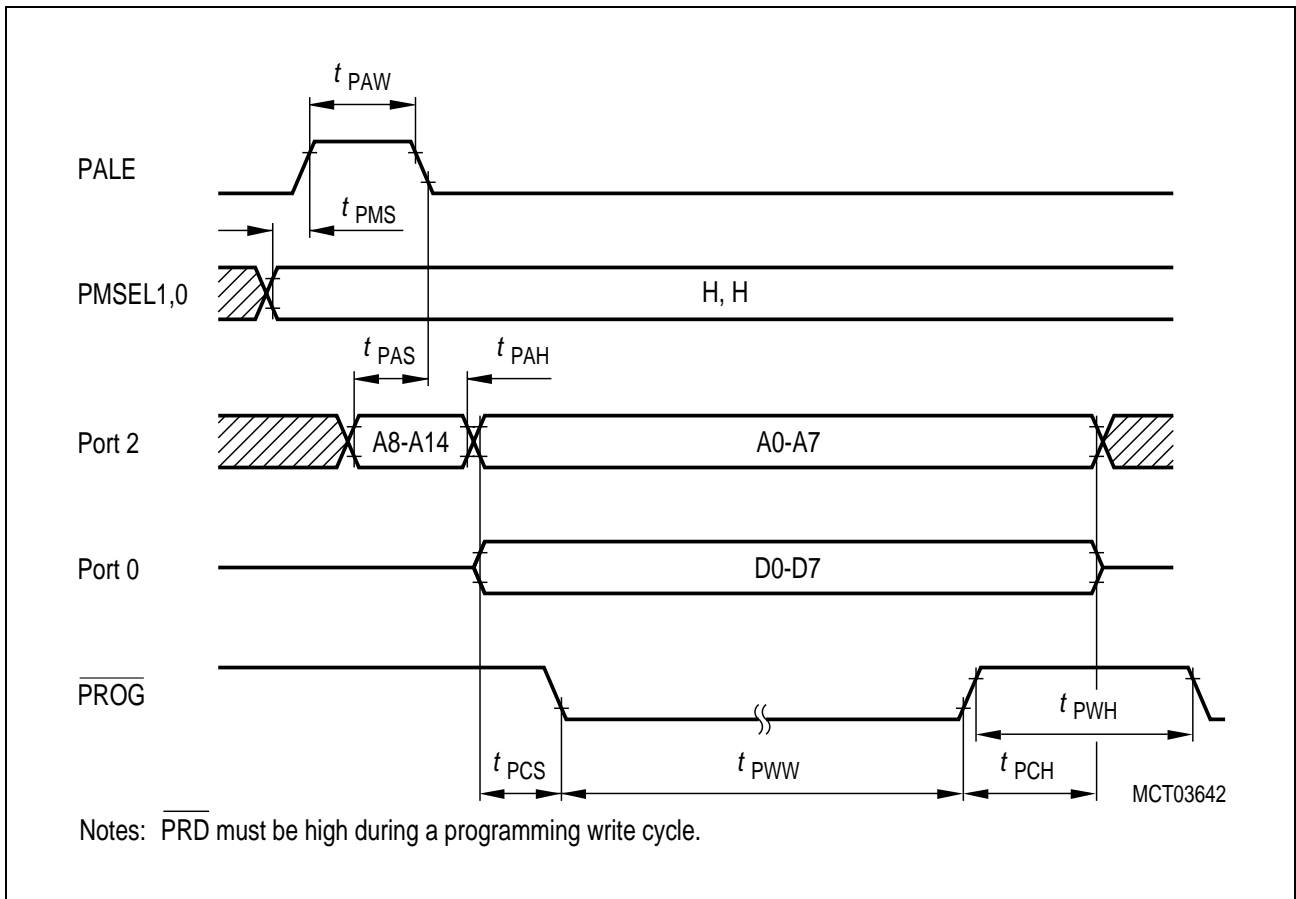 t PAW
PALE
t PMS
PMSEL1,0
H, H
t PAS
t PAH
Port 2
A8-A14
A0-A7
Port 0
D0-D7
PROG
t PWH
t PCS
t PWW
t PCH
MCT03642
Notes: PRD must be high during a programming write cycle.